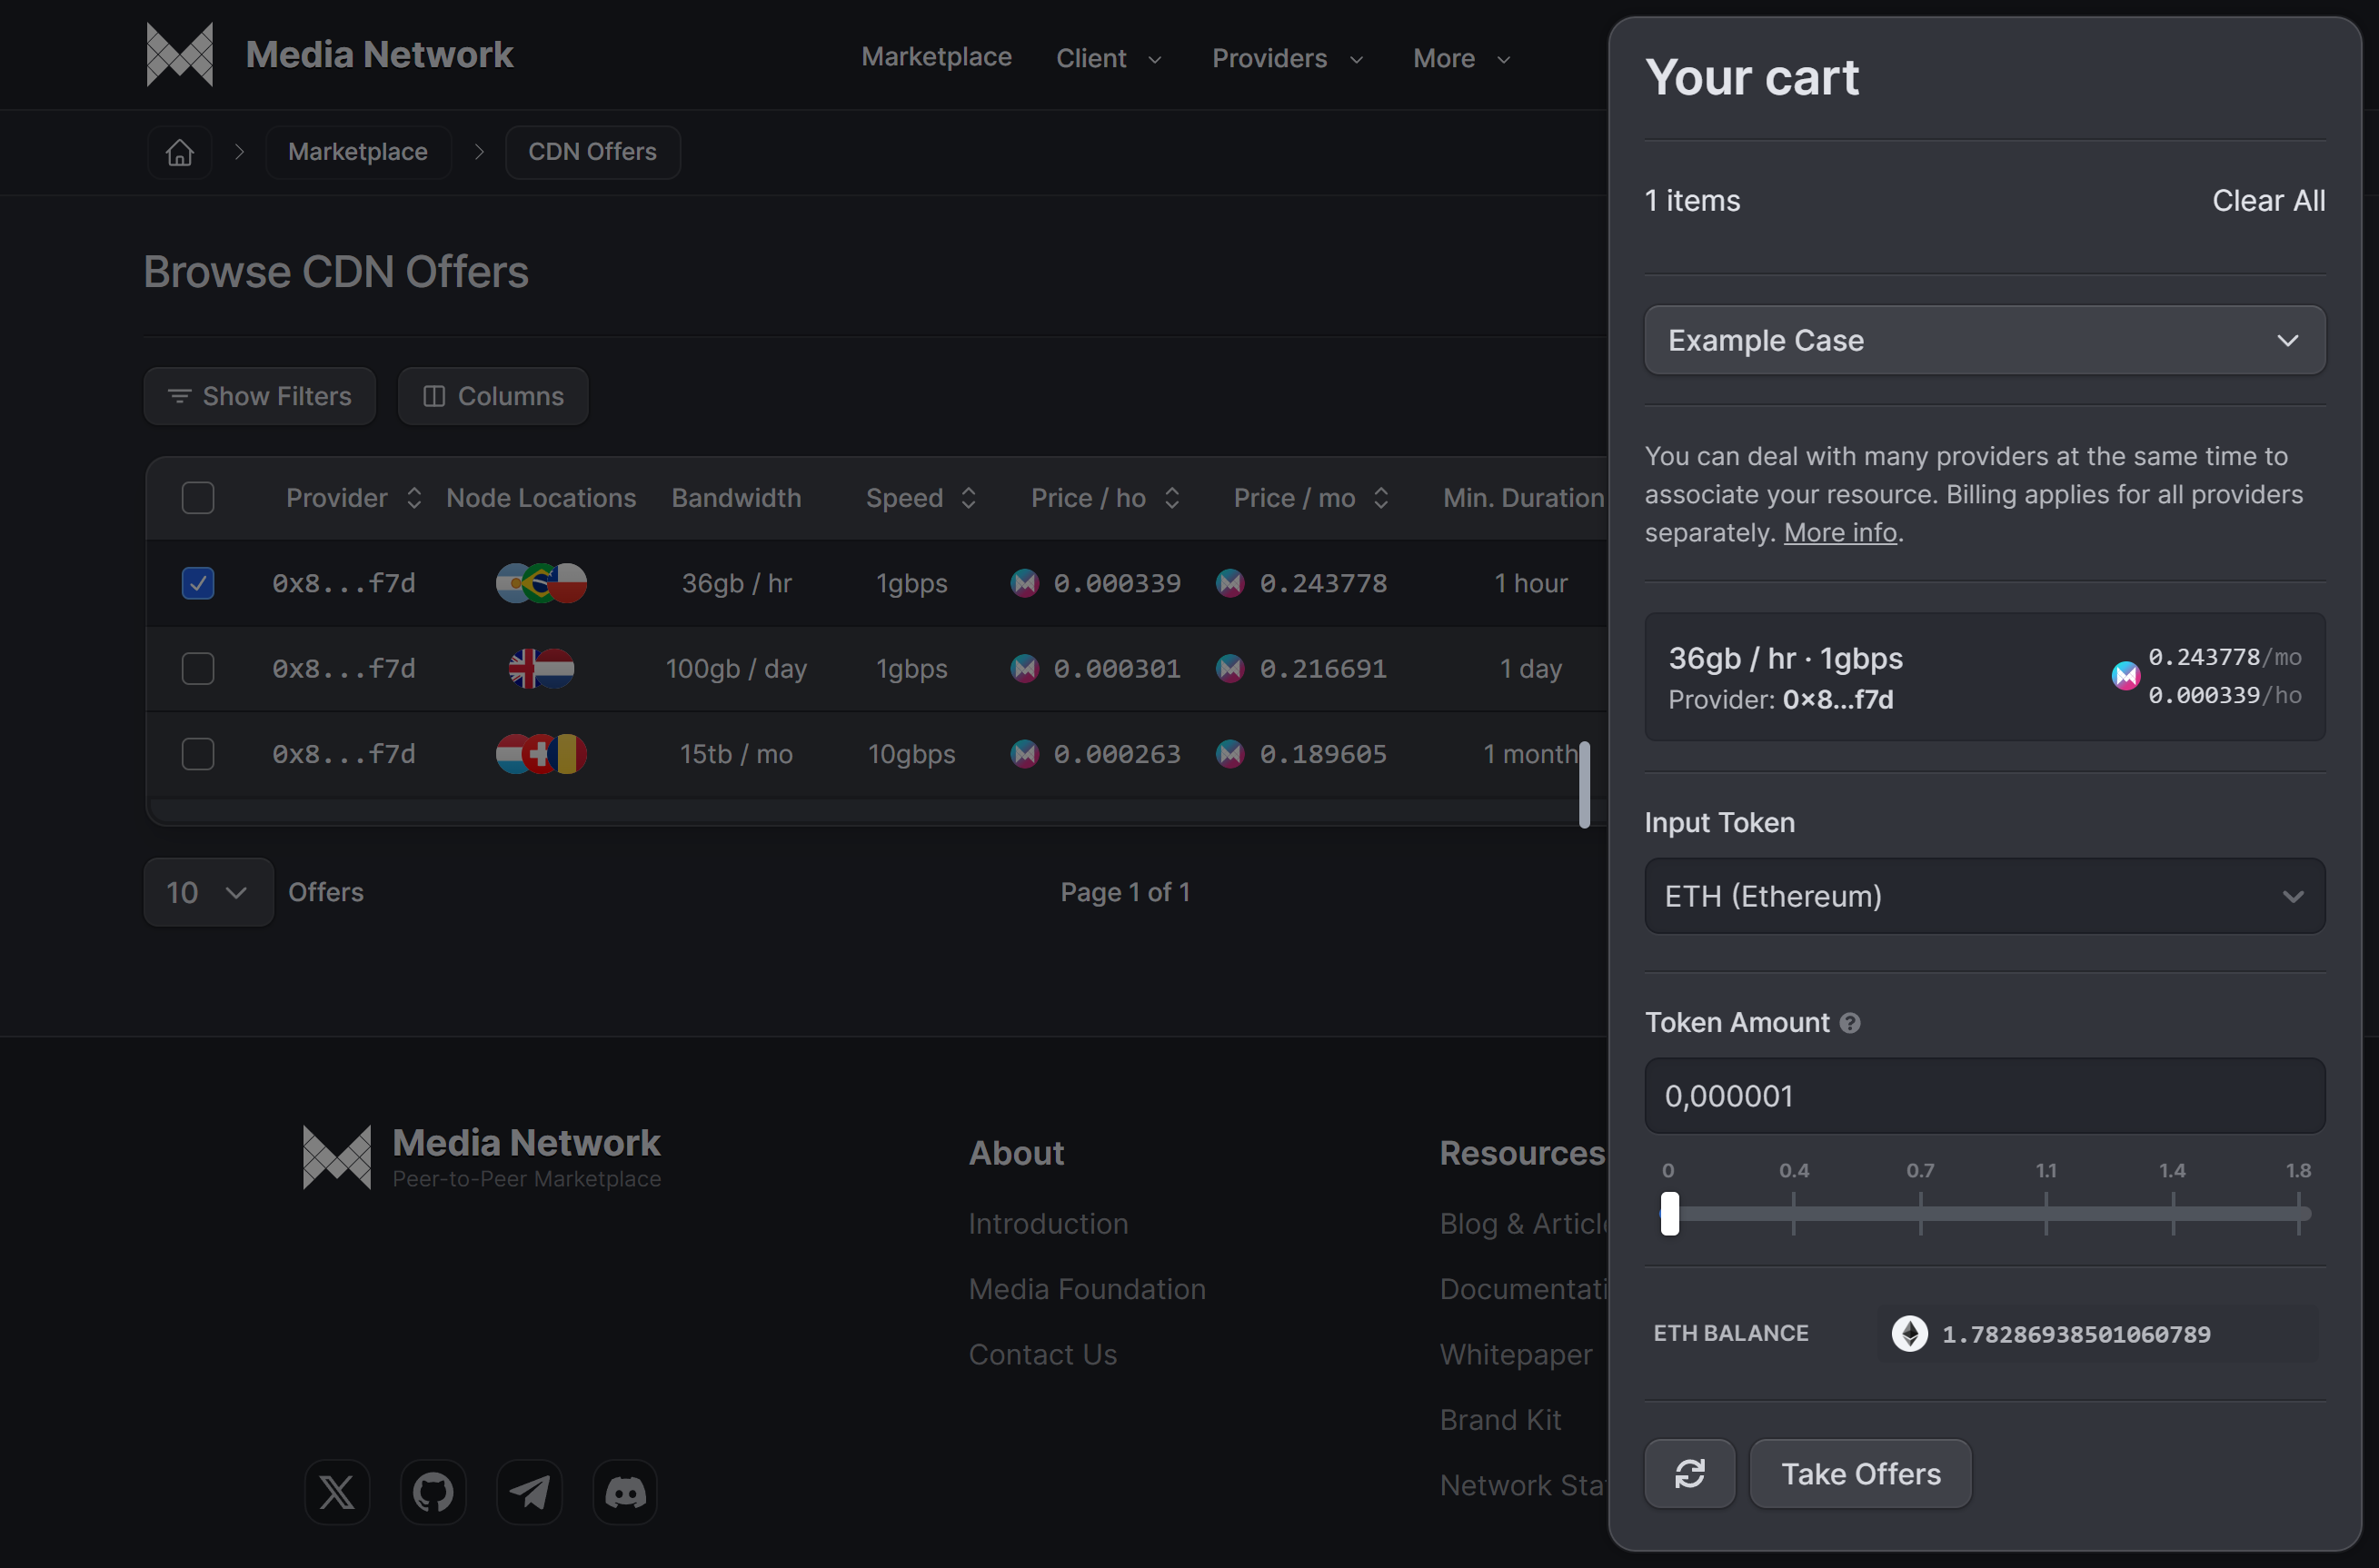 Media Network
Marketplace
Client
Providers
More
Marketplace
CDN Offers
Browse CDN Offers
Show Filters
Columns
Provider
Node Locations
Bandwidth
Speed
Price / ho
Price / mo
Min. Duration
0x8...f7d 36gb / hr 1gbps 0.000339 0.243778 1 hour
0x8...f7d 100gb / day 1gbps 0.000301 0.216691 1 day
0x8...f7d 15tb / mo 10gbps 0.000263 0.189605 1 month
10
Offers
Page 1 of 1
Media Network
Peer-to-Peer Marketplace
About
Introduction
Media Foundation
Contact Us
Resources
Blog &
Whitepaper
Brand Kit
Network
Your cart
1 items
Clear All
Example Case
You can deal with many providers at the same time to
associate your resource. Billing applies for all providers
separately. More info.
36gb / hr · 1gbps
Provider: 0×8...f7d
0.243778/mo
0.000339/ho
Input Token
ETH (Ethereum)
Token Amount ?
0,000001
0 0.4 0.7 1.1 1.4 1.8
ETH BALANCE
1.78286938501060789
Take Offers